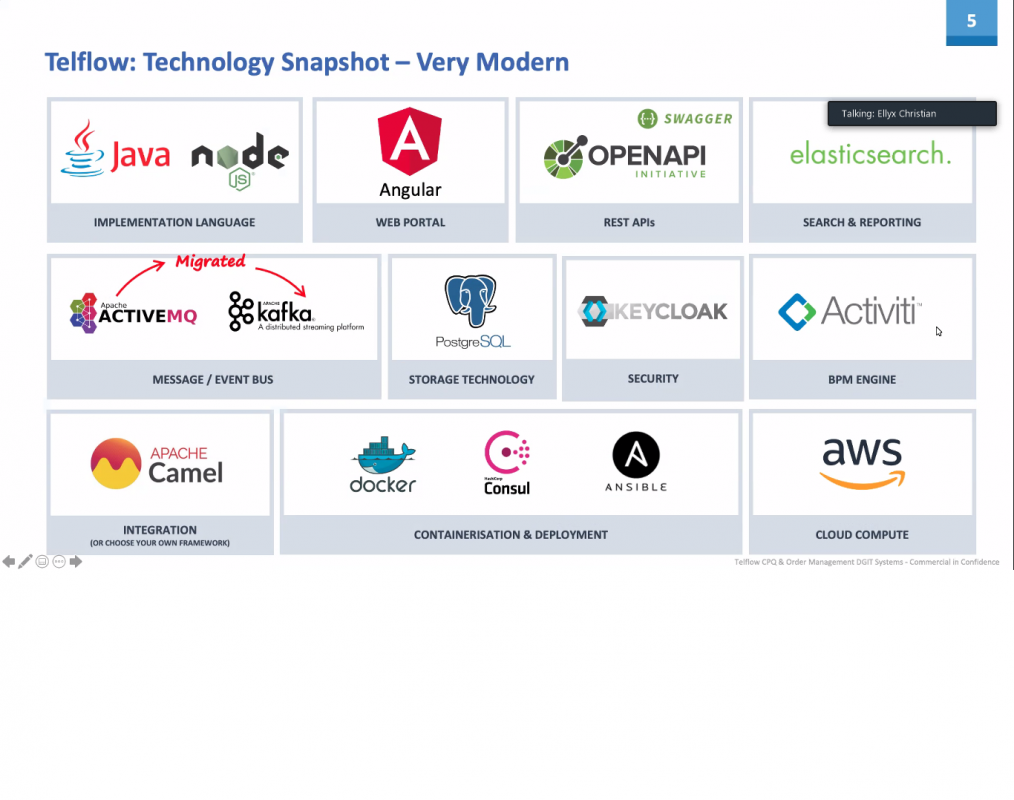 5
Telflow: Technology Snapshot – Very Modern
Talking: Ellyx Christian
Java
node
JS
IMPLEMENTATION LANGUAGE
Angular
WEB PORTAL
SWAGGER
OPENAPI
INITIATIVE
REST APIs
elasticsearch.
SEARCH & REPORTING
Migrated
Apache
ACTIVEMQ
APACHE
kafka
A distributed streaming platform
MESSAGE / EVENT BUS
PostgreSQL
STORAGE TECHNOLOGY
KEYCLOAK
SECURITY
Activiti™
BPM ENGINE
APACHE
Camel
INTEGRATION
(OR CHOOSE YOUR OWN FRAMEWORK)
docker
HashiCorp
Consul
ANSIBLE
CONTAINERISATION & DEPLOYMENT
aws
CLOUD COMPUTE
Telflow CPQ & Order Management DGIT Systems - Commercial in Confidence